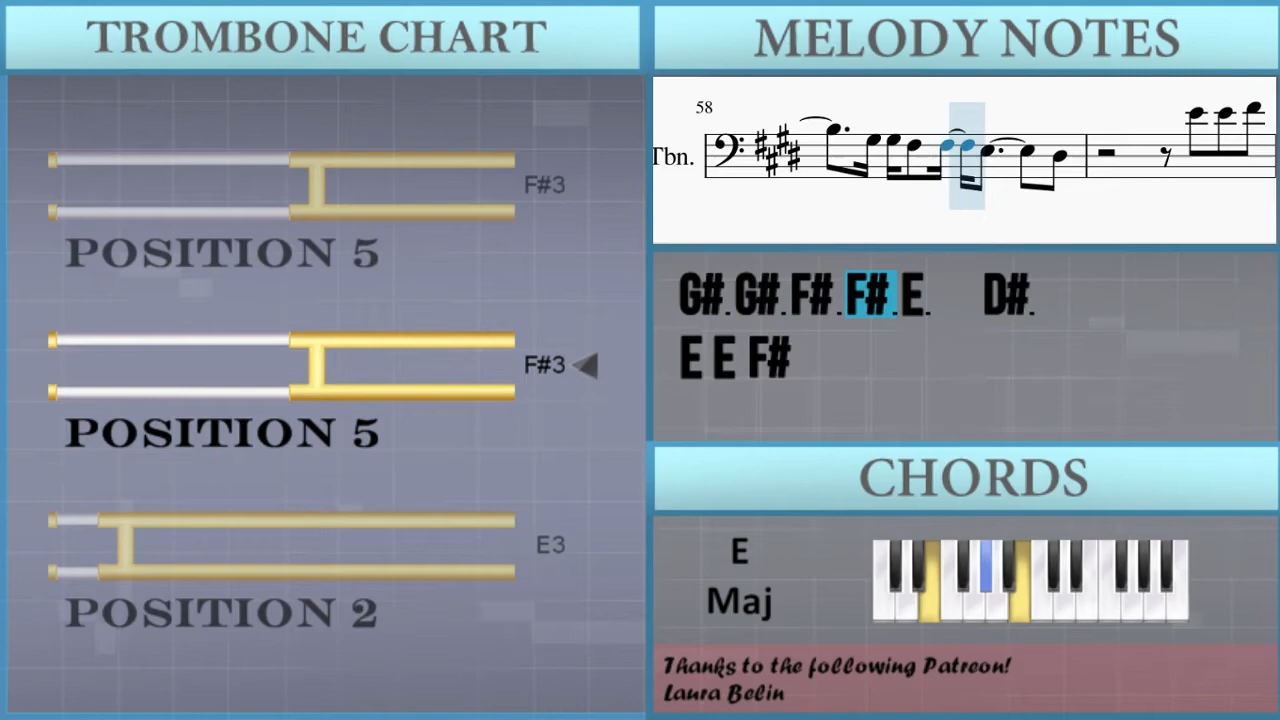 TROMBONE CHART
F#3
POSITION 5
F#3
POSITION 5
E3
POSITION 2
MELODY NOTES
58
Tbn.
G#. G#. F#. F#. E. D#.
E E F#
CHORDS
E
Maj
Thanks to the following Patreon!
Laura Belin